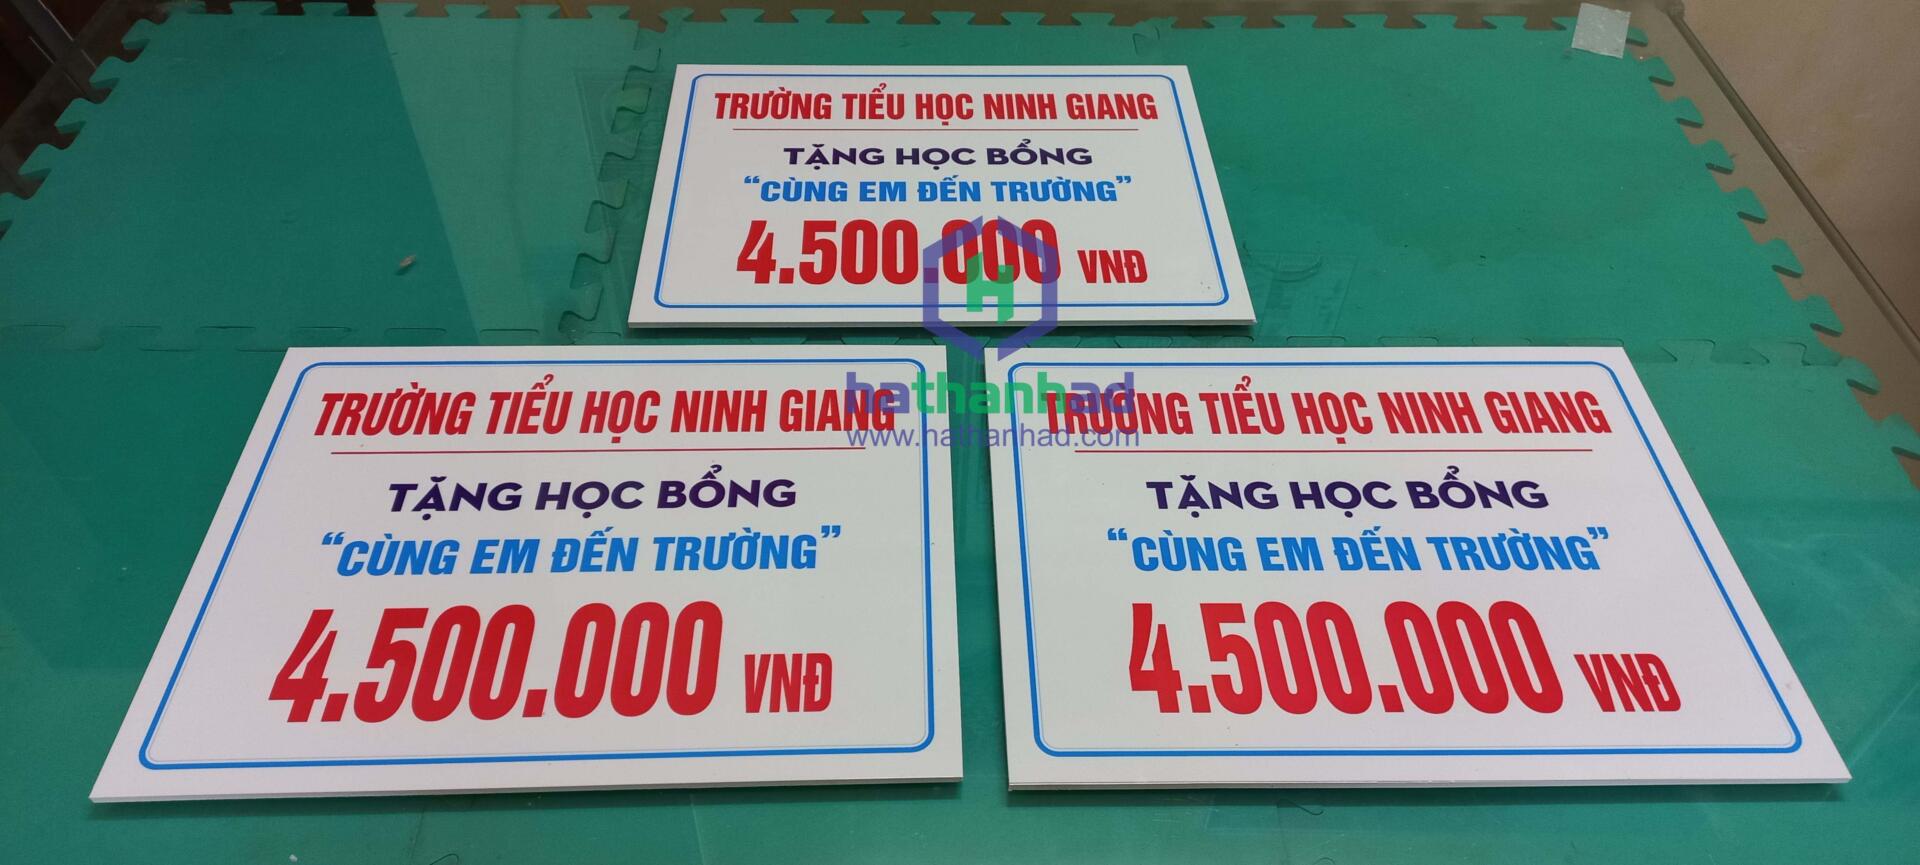 TRƯỜNG TIỂU HỌC NINH GIANG
TẶNG HỌC BỔNG
“CÙNG EM ĐẾN TRƯỜNG”
4.500.000 VNĐ
hathanhad
www.hathanhad.com
TRƯỜNG TIỂU HỌC NINH GIANG
TẶNG HỌC BỔNG
“CÙNG EM ĐẾN TRƯỜNG”
4.500.000 VNĐ
TRƯỜNG TIỂU HỌC NINH GIANG
TẶNG HỌC BỔNG
“CÙNG EM ĐẾN TRƯỜNG”
4.500.000 VNĐ